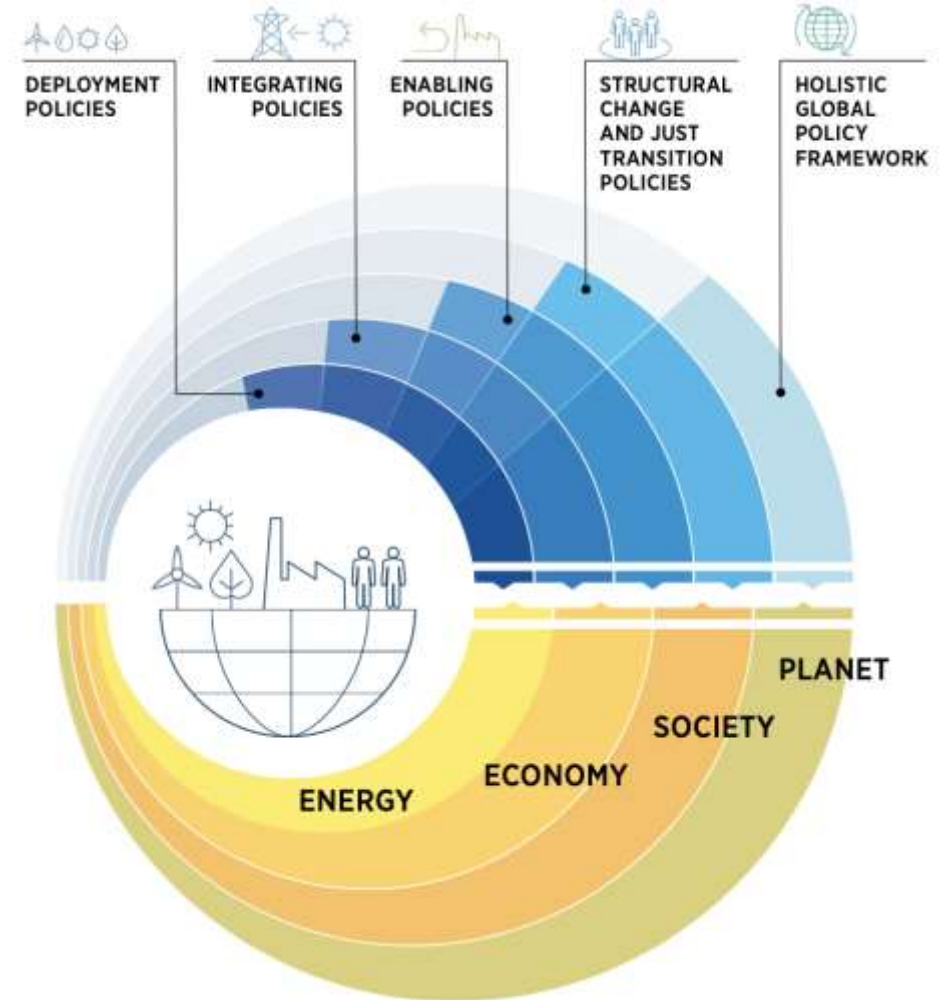 DEPLOYMENT
POLICIES
INTEGRATING
POLICIES
ENABLING
POLICIES
STRUCTURAL
CHANGE
AND JUST
TRANSITION
POLICIES
HOLISTIC
GLOBAL
POLICY
FRAMEWORK
PLANET
SOCIETY
ECONOMY
ENERGY